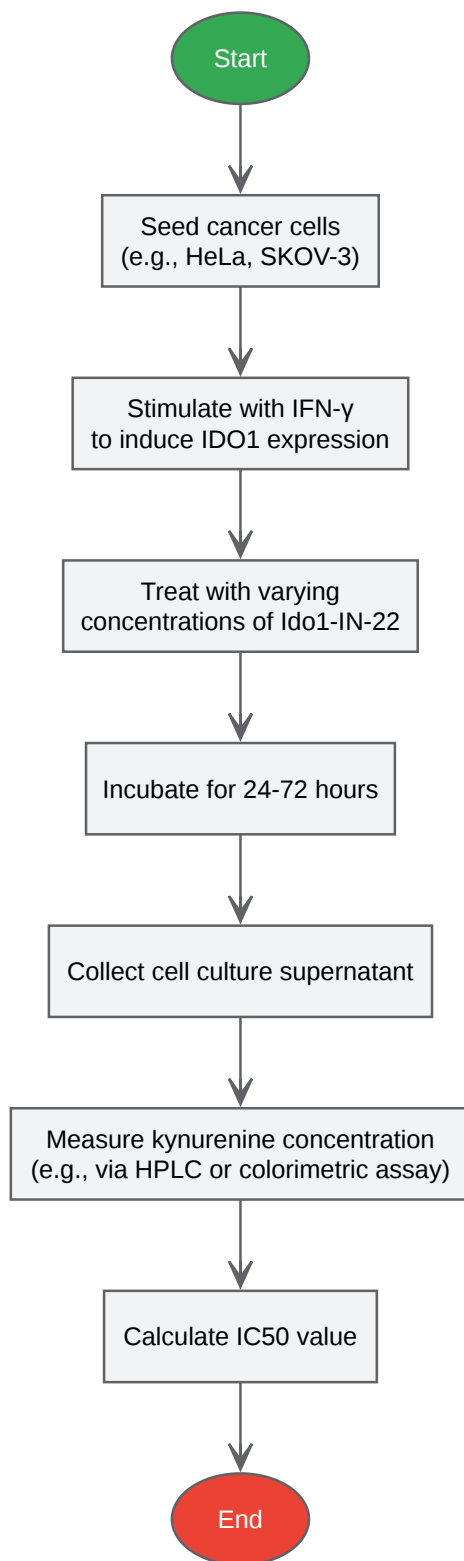 Start
Seed cancer cells
(e.g., HeLa, SKOV-3)
Stimulate with IFN-γ
to induce IDO1 expression
Treat with varying
concentrations of Ido1-IN-22
Incubate for 24-72 hours
Collect cell culture supernatant
Measure kynurenine concentration
(e.g., via HPLC or colorimetric assay)
Calculate IC50 value
End